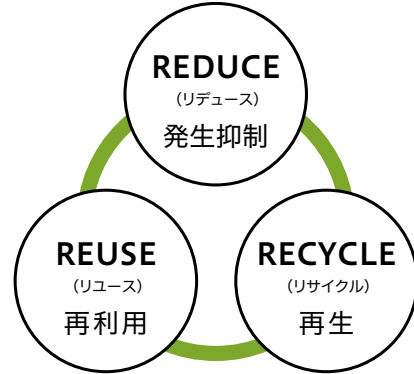 REDUCE
(リデュース)
発生抑制
REUSE
(リユース)
再利用
RECYCLE
(リサイクル)
再生